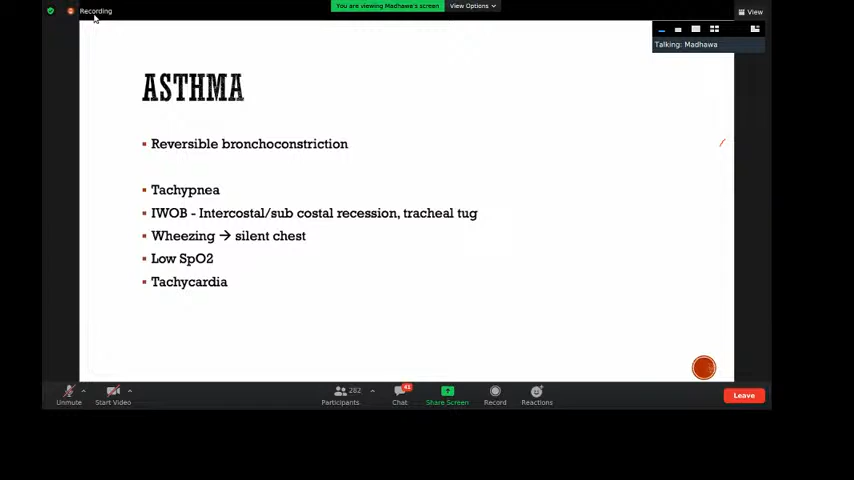 Recording
You are viewing Madhawa's screen
View Options
View
Talking: Madhawa
ASTHMA
Reversible bronchoconstriction
Tachypnea
IWOB - Intercostal/sub costal recession, tracheal tug
Wheezing → silent chest
Low SpO2
Tachycardia
Unmute
Start Video
282
Participants
41
Chat
Share Screen
Record
Reactions
Leave